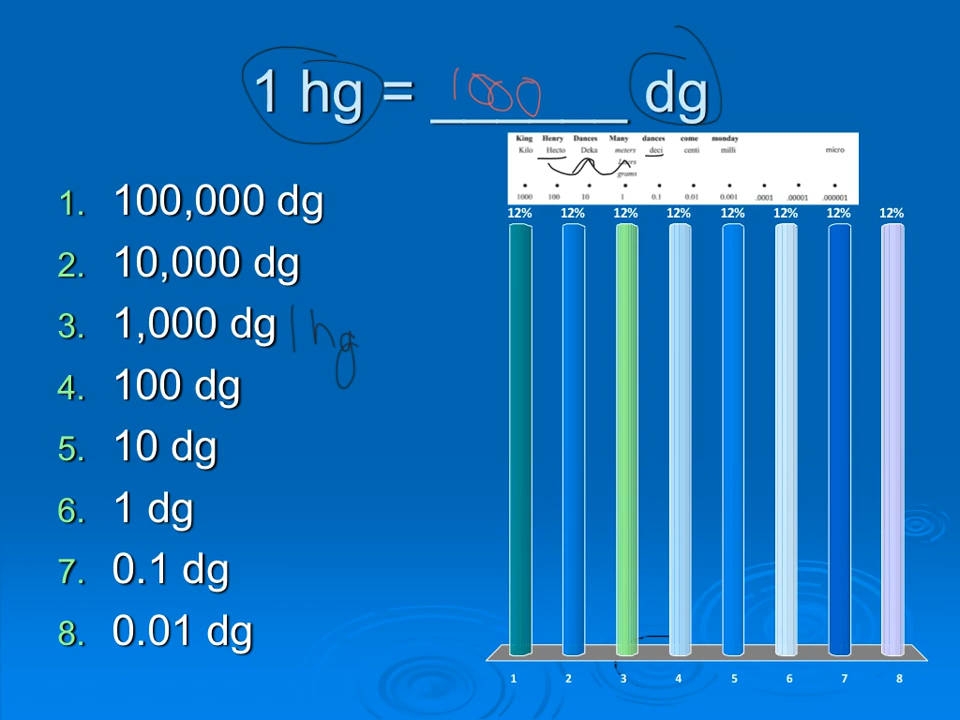 1 hg = 1000 dg
King Henry Dances Many dances come monday
Kilo Hecto Deka meters deci centi milli micro
Liters
grams
1000 100 10 1 0.1 0.01 0.001 .0001 .00001 .000001
12% 12% 12% 12% 12% 12% 12% 12%
1. 100,000 dg
2. 10,000 dg
3. 1,000 dg 1 hg
4. 100 dg
5. 10 dg
6. 1 dg
7. 0.1 dg
8. 0.01 dg
1 2 3 4 5 6 7 8